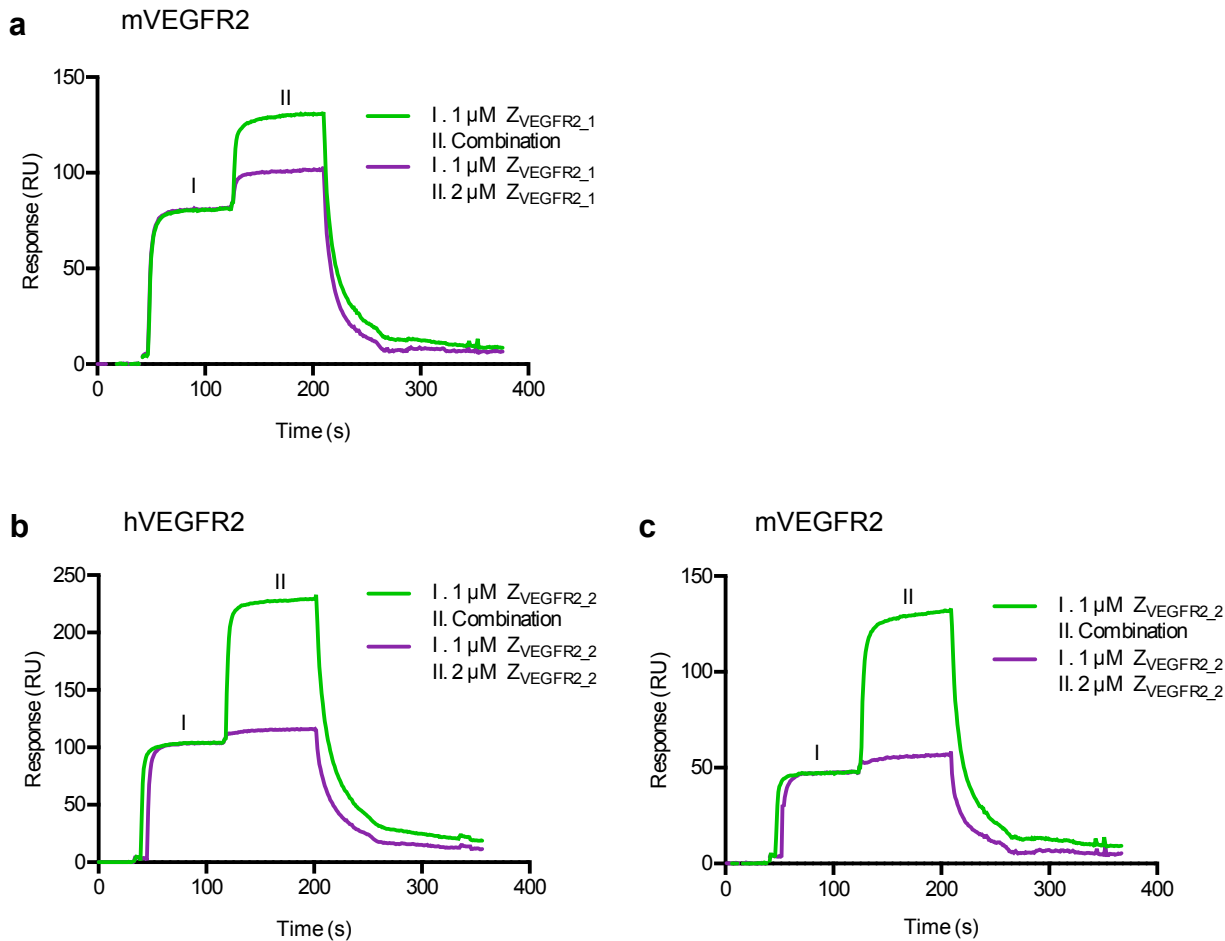 a
mVEGFR2
150
100
50
0
Response (RU)
I
II
0 100 200 300 400
Time (s)
I . 1 µM ZVEGFR2_1
II. Combination
I . 1 µM ZVEGFR2_1
II. 2 µM ZVEGFR2_1
b
hVEGFR2
250
200
150
100
50
0
Response (RU)
I
II
0 100 200 300 400
Time (s)
I . 1 µM ZVEGFR2_2
II. Combination
I . 1 µM ZVEGFR2_2
II. 2 µM ZVEGFR2_2
c
mVEGFR2
150
100
50
0
Response (RU)
I
II
0 100 200 300 400
Time (s)
I . 1 µM ZVEGFR2_2
II. Combination
I . 1 µM ZVEGFR2_2
II. 2 µM ZVEGFR2_2